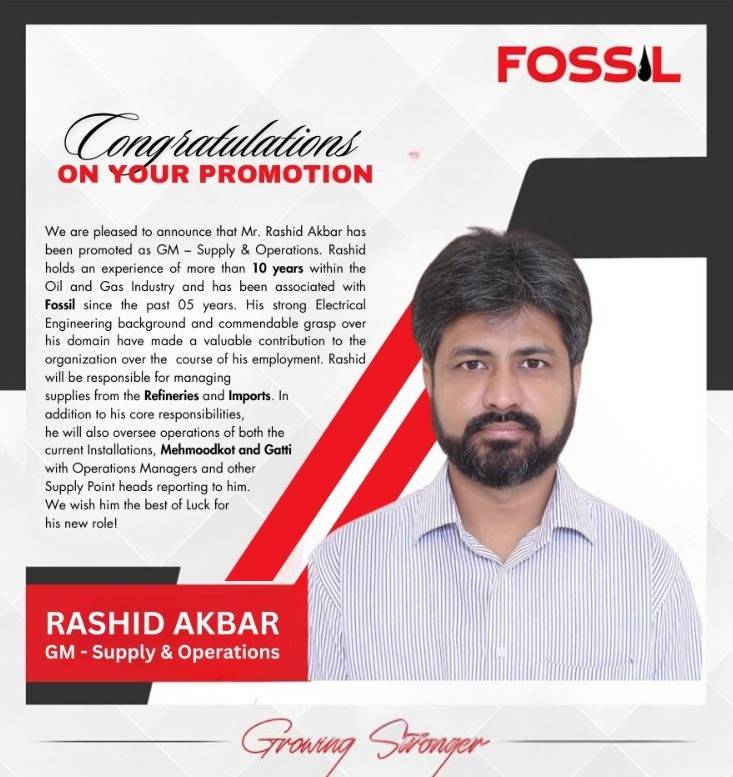 FOSSIL
Congratulations
ON YOUR PROMOTION
We are pleased to announce that Mr. Rashid Akbar has
been promoted as GM – Supply & Operations. Rashid
holds an experience of more than 10 years within the
Oil and Gas Industry and has been associated with
Fossil since the past 05 years. His strong Electrical
Engineering background and commendable grasp over
his domain have made a valuable contribution to the
organization over the course of his employment. Rashid
will be responsible for managing
supplies from the Refineries and Imports. In
addition to his core responsibilities,
he will also oversee operations of both the
current Installations, Mehmoodkot and Gatti
with Operations Managers and other
Supply Point heads reporting to him.
We wish him the best of Luck for
his new role!
RASHID AKBAR
GM - Supply & Operations
Growing Stronger